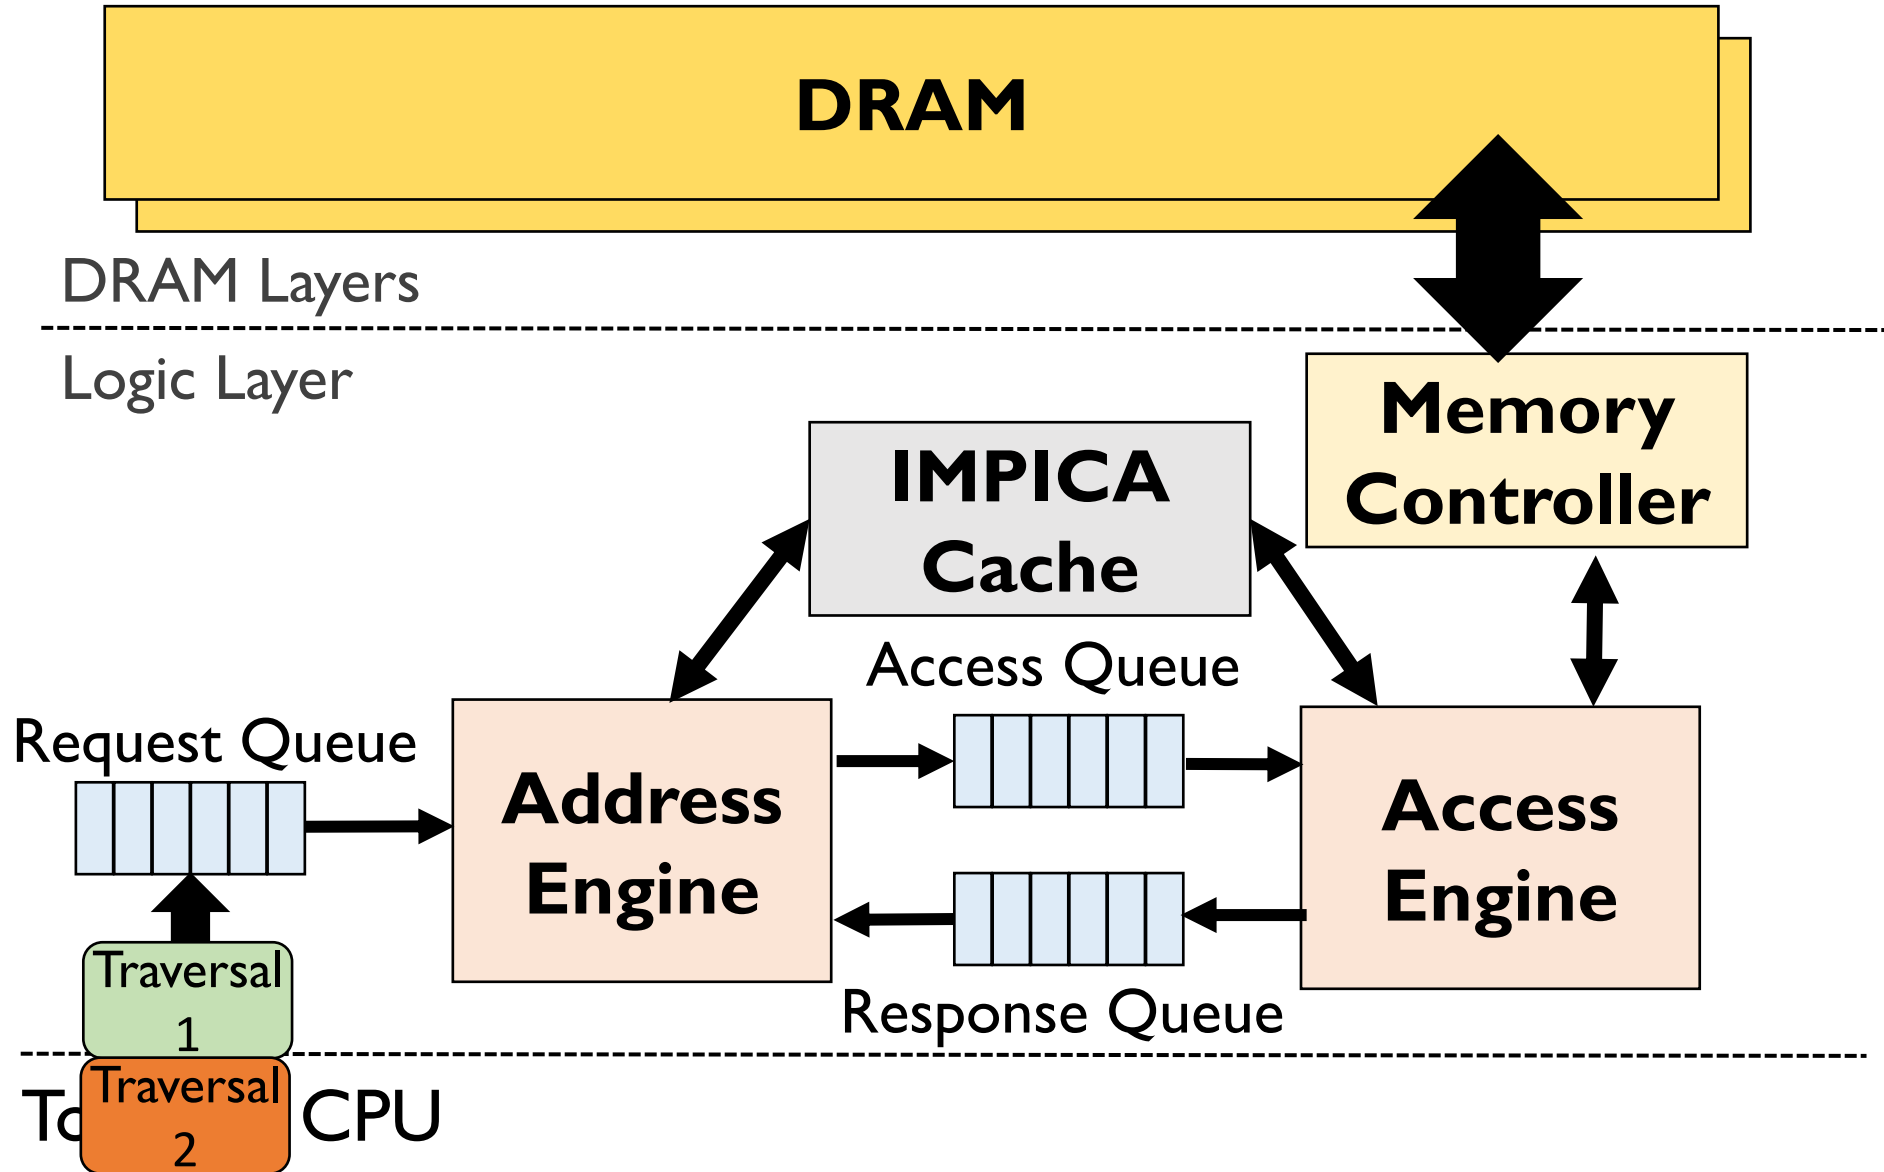 DRAM
DRAM Layers
Logic Layer
Memory
Controller
IMPICA
Cache
Access Queue
Request Queue
Address
Engine
Access
Engine
Response Queue
Traversal
1
Traversal
2
CPU